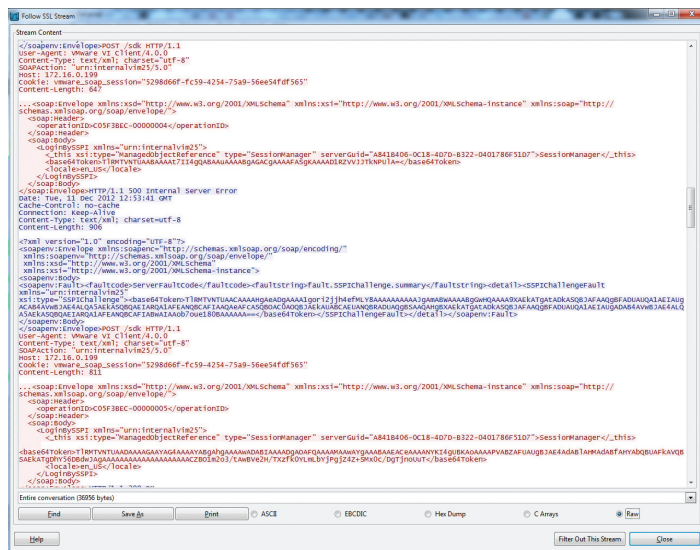 Follow SSL Stream
Stream Content
</soapenv:Envelope>POST /sdk HTTP/1.1
User-Agent: VMware VI Client/4.0.0
Content-Type: text/xml; charset="utf-8"
SOAPAction: "urn:internalvim25/5.0"
Host: 172.16.0.199
Cookie: vmware_soap_session="5298d66f-fc59-4254-75a9-56ee54fdf565"
Content-Length: 647
...<soap:Envelope xmlns:xsd="http://www.w3.org/2001/XMLSchema" xmlns:xsi="http://www.w3.org/2001/XMLSchema-instance" xmlns:soap="http://
schemas.xmlsoap.org/soap/envelope/">
<soap:Header>
<operationID>C05F3BEC-00000004</operationID>
</soap:Header>
<soap:Body>
<LoginBySSPI xmlns="urn:internalvim25">
<_this xsi:type="ManagedObjectReference" type="SessionManager" serverGuid="A8418406-0C18-4D7D-B322-0401786F51D7">SessionManager</_this>
<locale>en_US</locale>
</LoginBySSPI>
</soap:Body>
</soap:Envelope>HTTP/1.1 500 Internal Server Error
Date: Tue, 11 Dec 2012 12:53:41 GMT
Cache-Control: no-cache
Connection: Keep-Alive
Content-Type: text/xml; charset=utf-8
Content-Length: 906
<?xml version="1.0" encoding="UTF-8"?>
<soapenv:Envelope xmlns:soapenc="http://schemas.xmlsoap.org/soap/encoding/"
xmlns:soapenv="http://schemas.xmlsoap.org/soap/envelope/"
xmlns:xsd="http://www.w3.org/2001/XMLSchema"
xmlns:xsi="http://www.w3.org/2001/XMLSchema-instance">
<soapenv:Body>
<soapenv:Fault><faultcode>ServerFaultCode</faultcode><faultstring>fault.SSPIChallenge.summary</faultstring><detail><SSPIChallengeFault
xmlns="urn:internalvim25"
</soapenv:Body>
</soapenv:Envelope>POST /sdk HTTP/1.1
User-Agent: VMware VI Client/4.0.0
Content-Type: text/xml; charset="utf-8"
SOAPAction: "urn:internalvim25/5.0"
Host: 172.16.0.199
Cookie: vmware_soap_session="5298d66f-fc59-4254-75a9-56ee54fdf565"
Content-Length: 811
...<soap:Envelope xmlns:xsd="http://www.w3.org/2001/XMLSchema" xmlns:xsi="http://www.w3.org/2001/XMLSchema-instance" xmlns:soap="http://
schemas.xmlsoap.org/soap/envelope/">
<soap:Header>
<operationID>C05F3BEC-00000005</operationID>
</soap:Header>
<soap:Body>
<LoginBySSPI xmlns="urn:internalvim25">
<_this xsi:type="ManagedObjectReference" type="SessionManager" serverGuid="A8418406-0C18-4D7D-B322-0401786F51D7">SessionManager</_this>
<locale>en_US</locale>
</LoginBySSPI>
</soap:Body>
Entire conversation (36956 bytes)
Find Save As Print ASCII EBCDIC Hex Dump C Arrays Raw
Help Filter Out This Stream Close